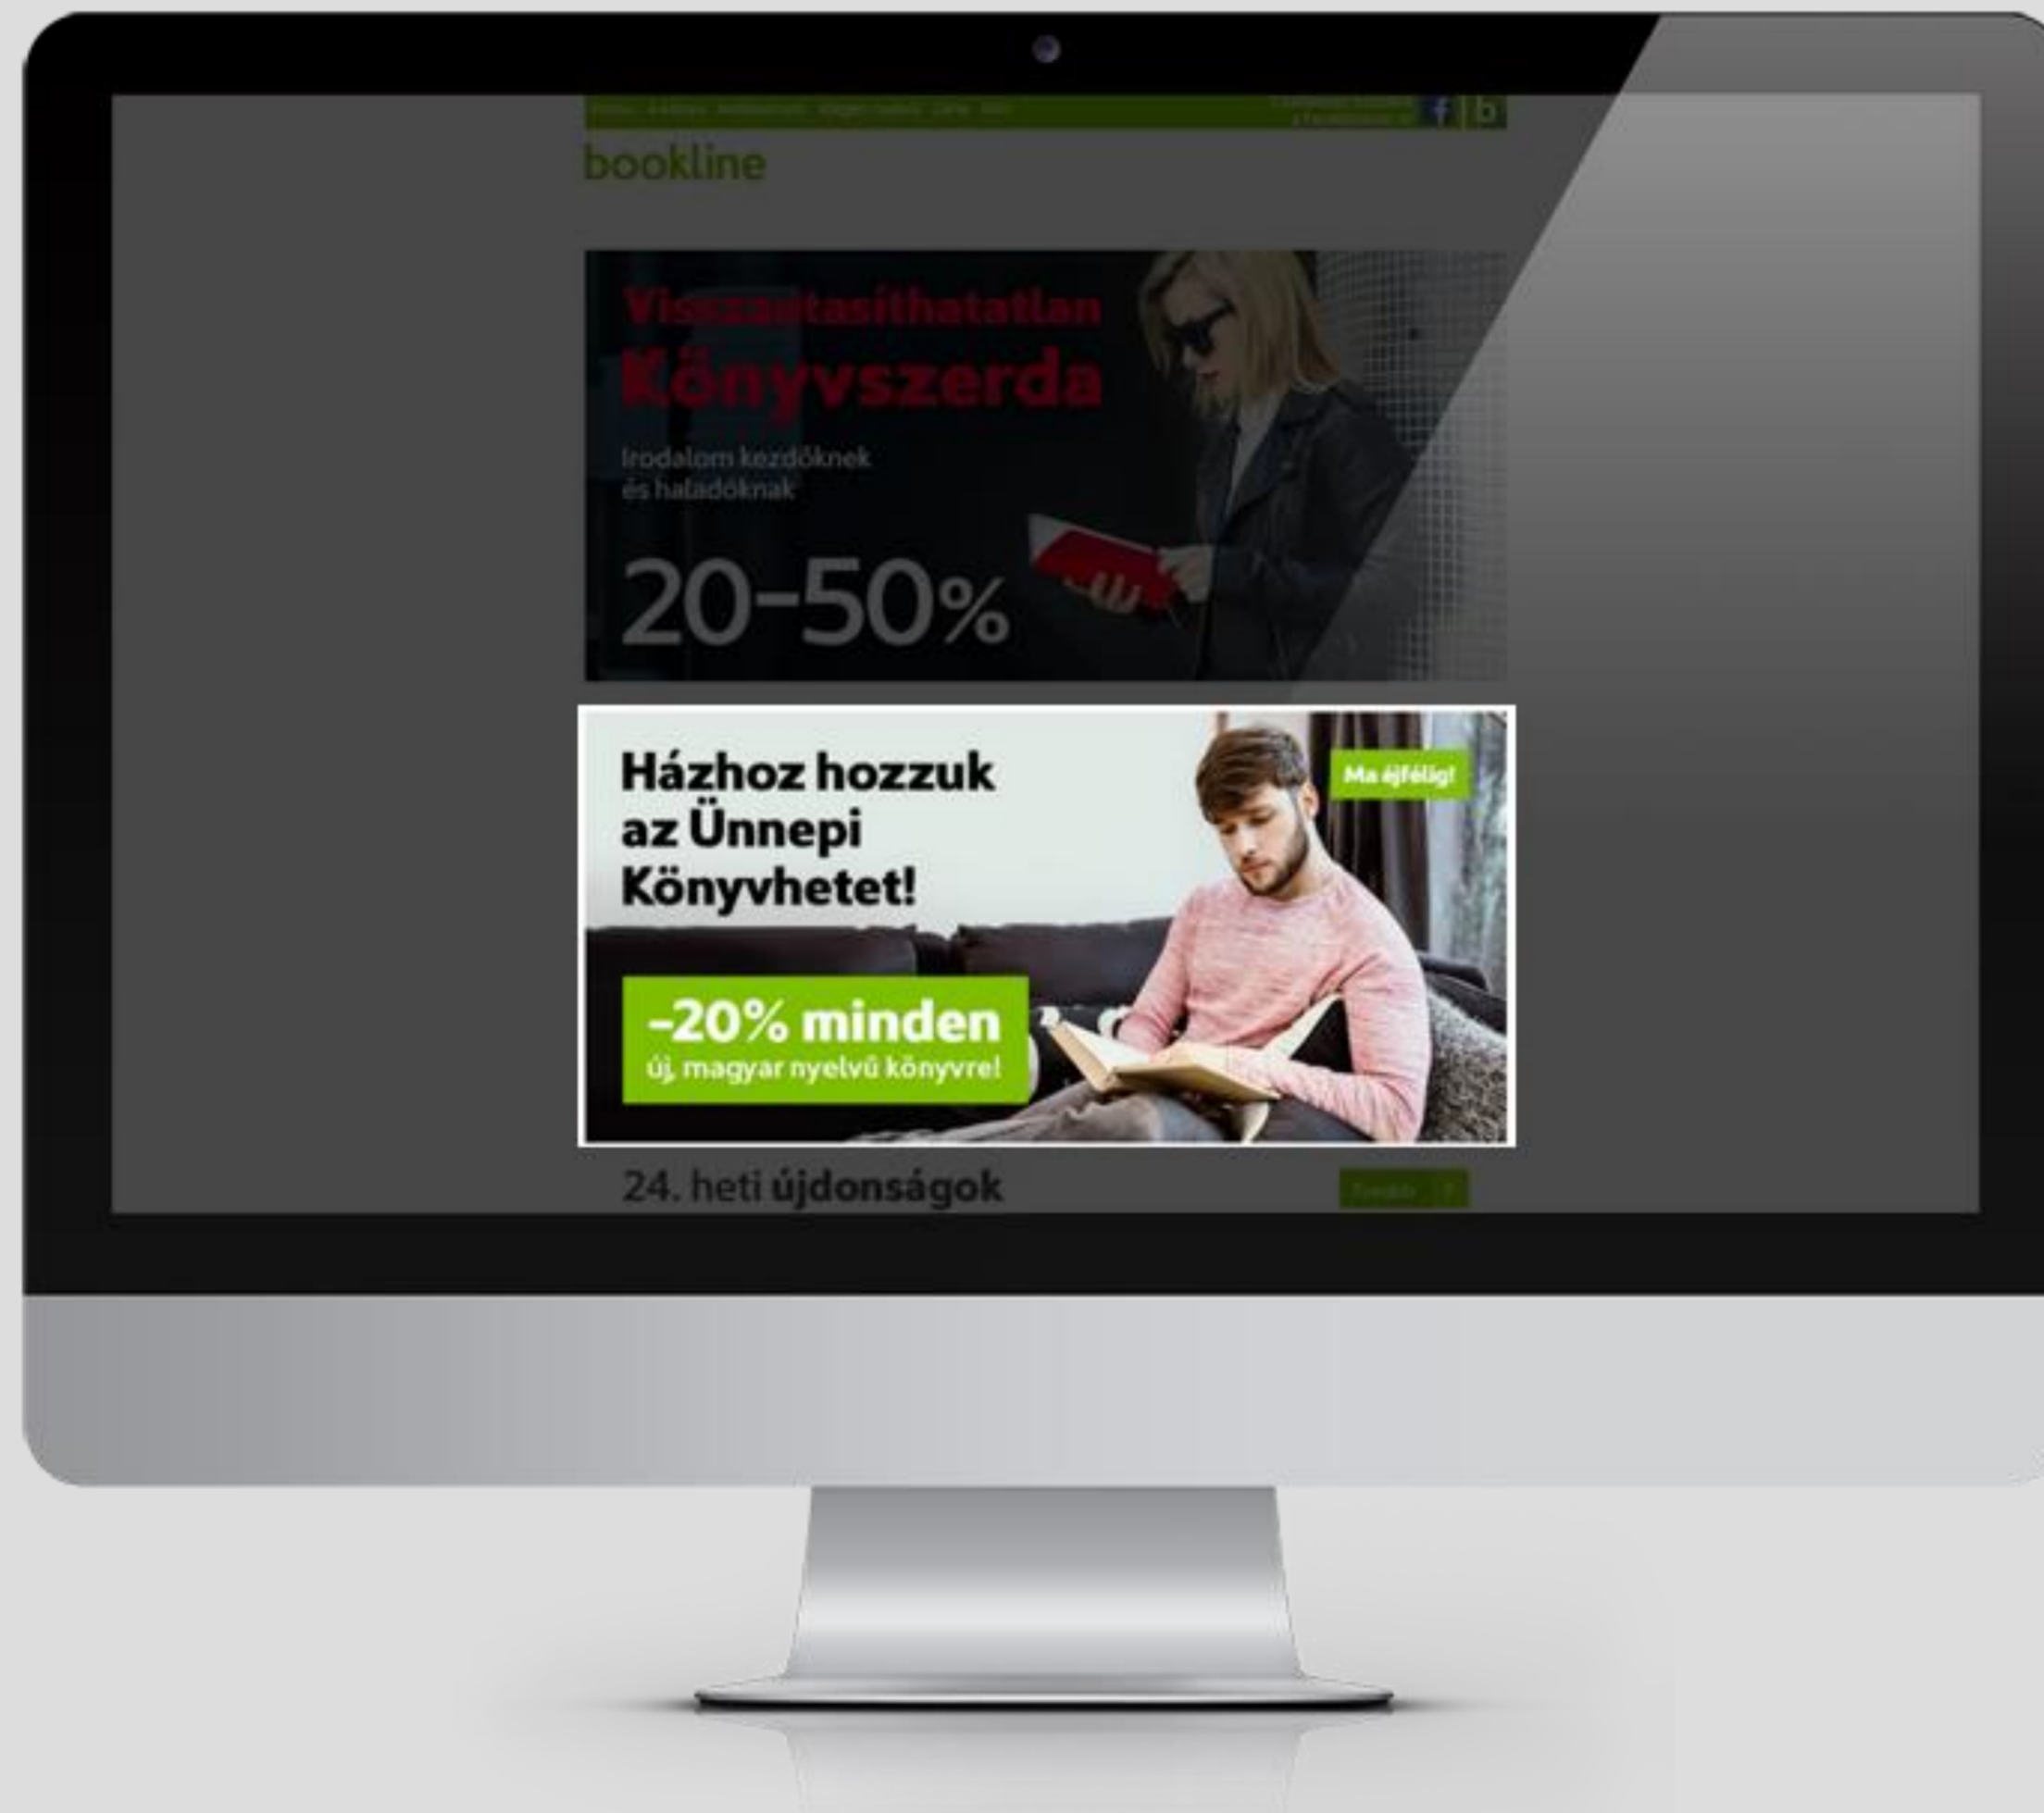 bookline
Visszautasíthatatlan
Könyvszerda
Irodalom kezdőknek
és haladóknak
20-50%
Házhoz hozzuk
az Ünnepi
Könyvhetet!
Ma éjfélig!
-20% minden
új, magyar nyelvű könyvre!
24. heti újdonságok